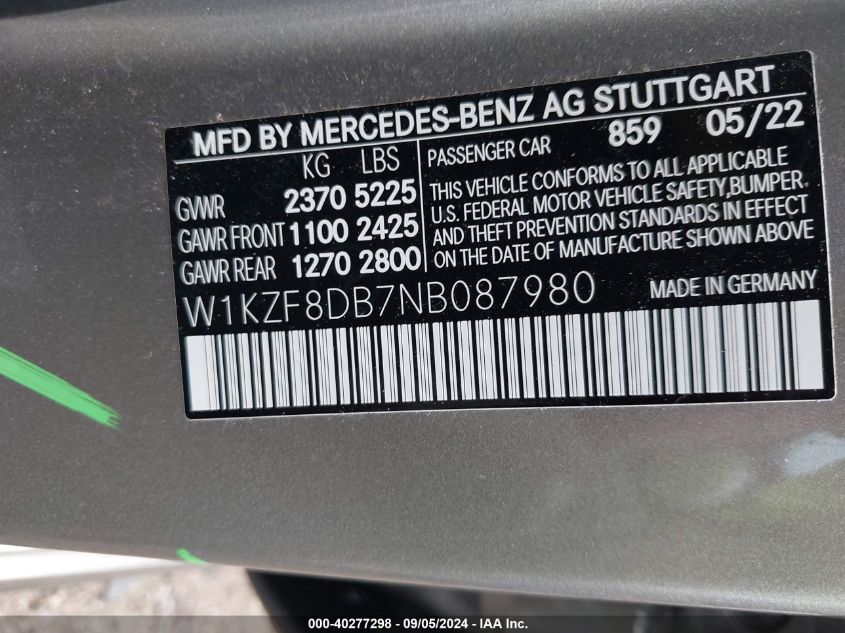 MFD BY MERCEDES-BENZ AG STUTTGART
KG LBS
GVWR 2370 5225
GAWR FRONT 1100 2425
GAWR REAR 1270 2800
PASSENGER CAR 859 05/22
THIS VEHICLE CONFORMS TO ALL APPLICABLE
U.S. FEDERAL MOTOR VEHICLE SAFETY,BUMPER,
AND THEFT PREVENTION STANDARDS IN EFFECT
ON THE DATE OF MANUFACTURE SHOWN ABOVE
W1KZF8DB7NB087980
MADE IN GERMANY
000-40277298 - 09/05/2024 - IAA Inc.